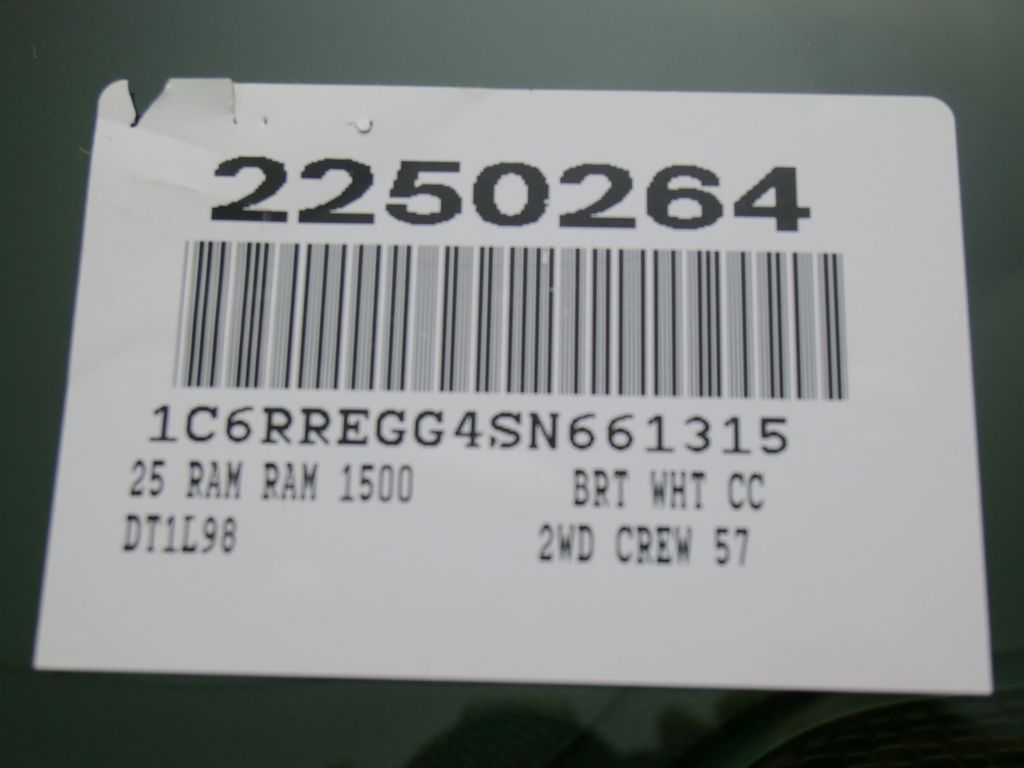 2250264
1C6RREGG4SN661315
25 RAM RAM 1500 BRT WHT CC
DT1L98 2WD CREW 57